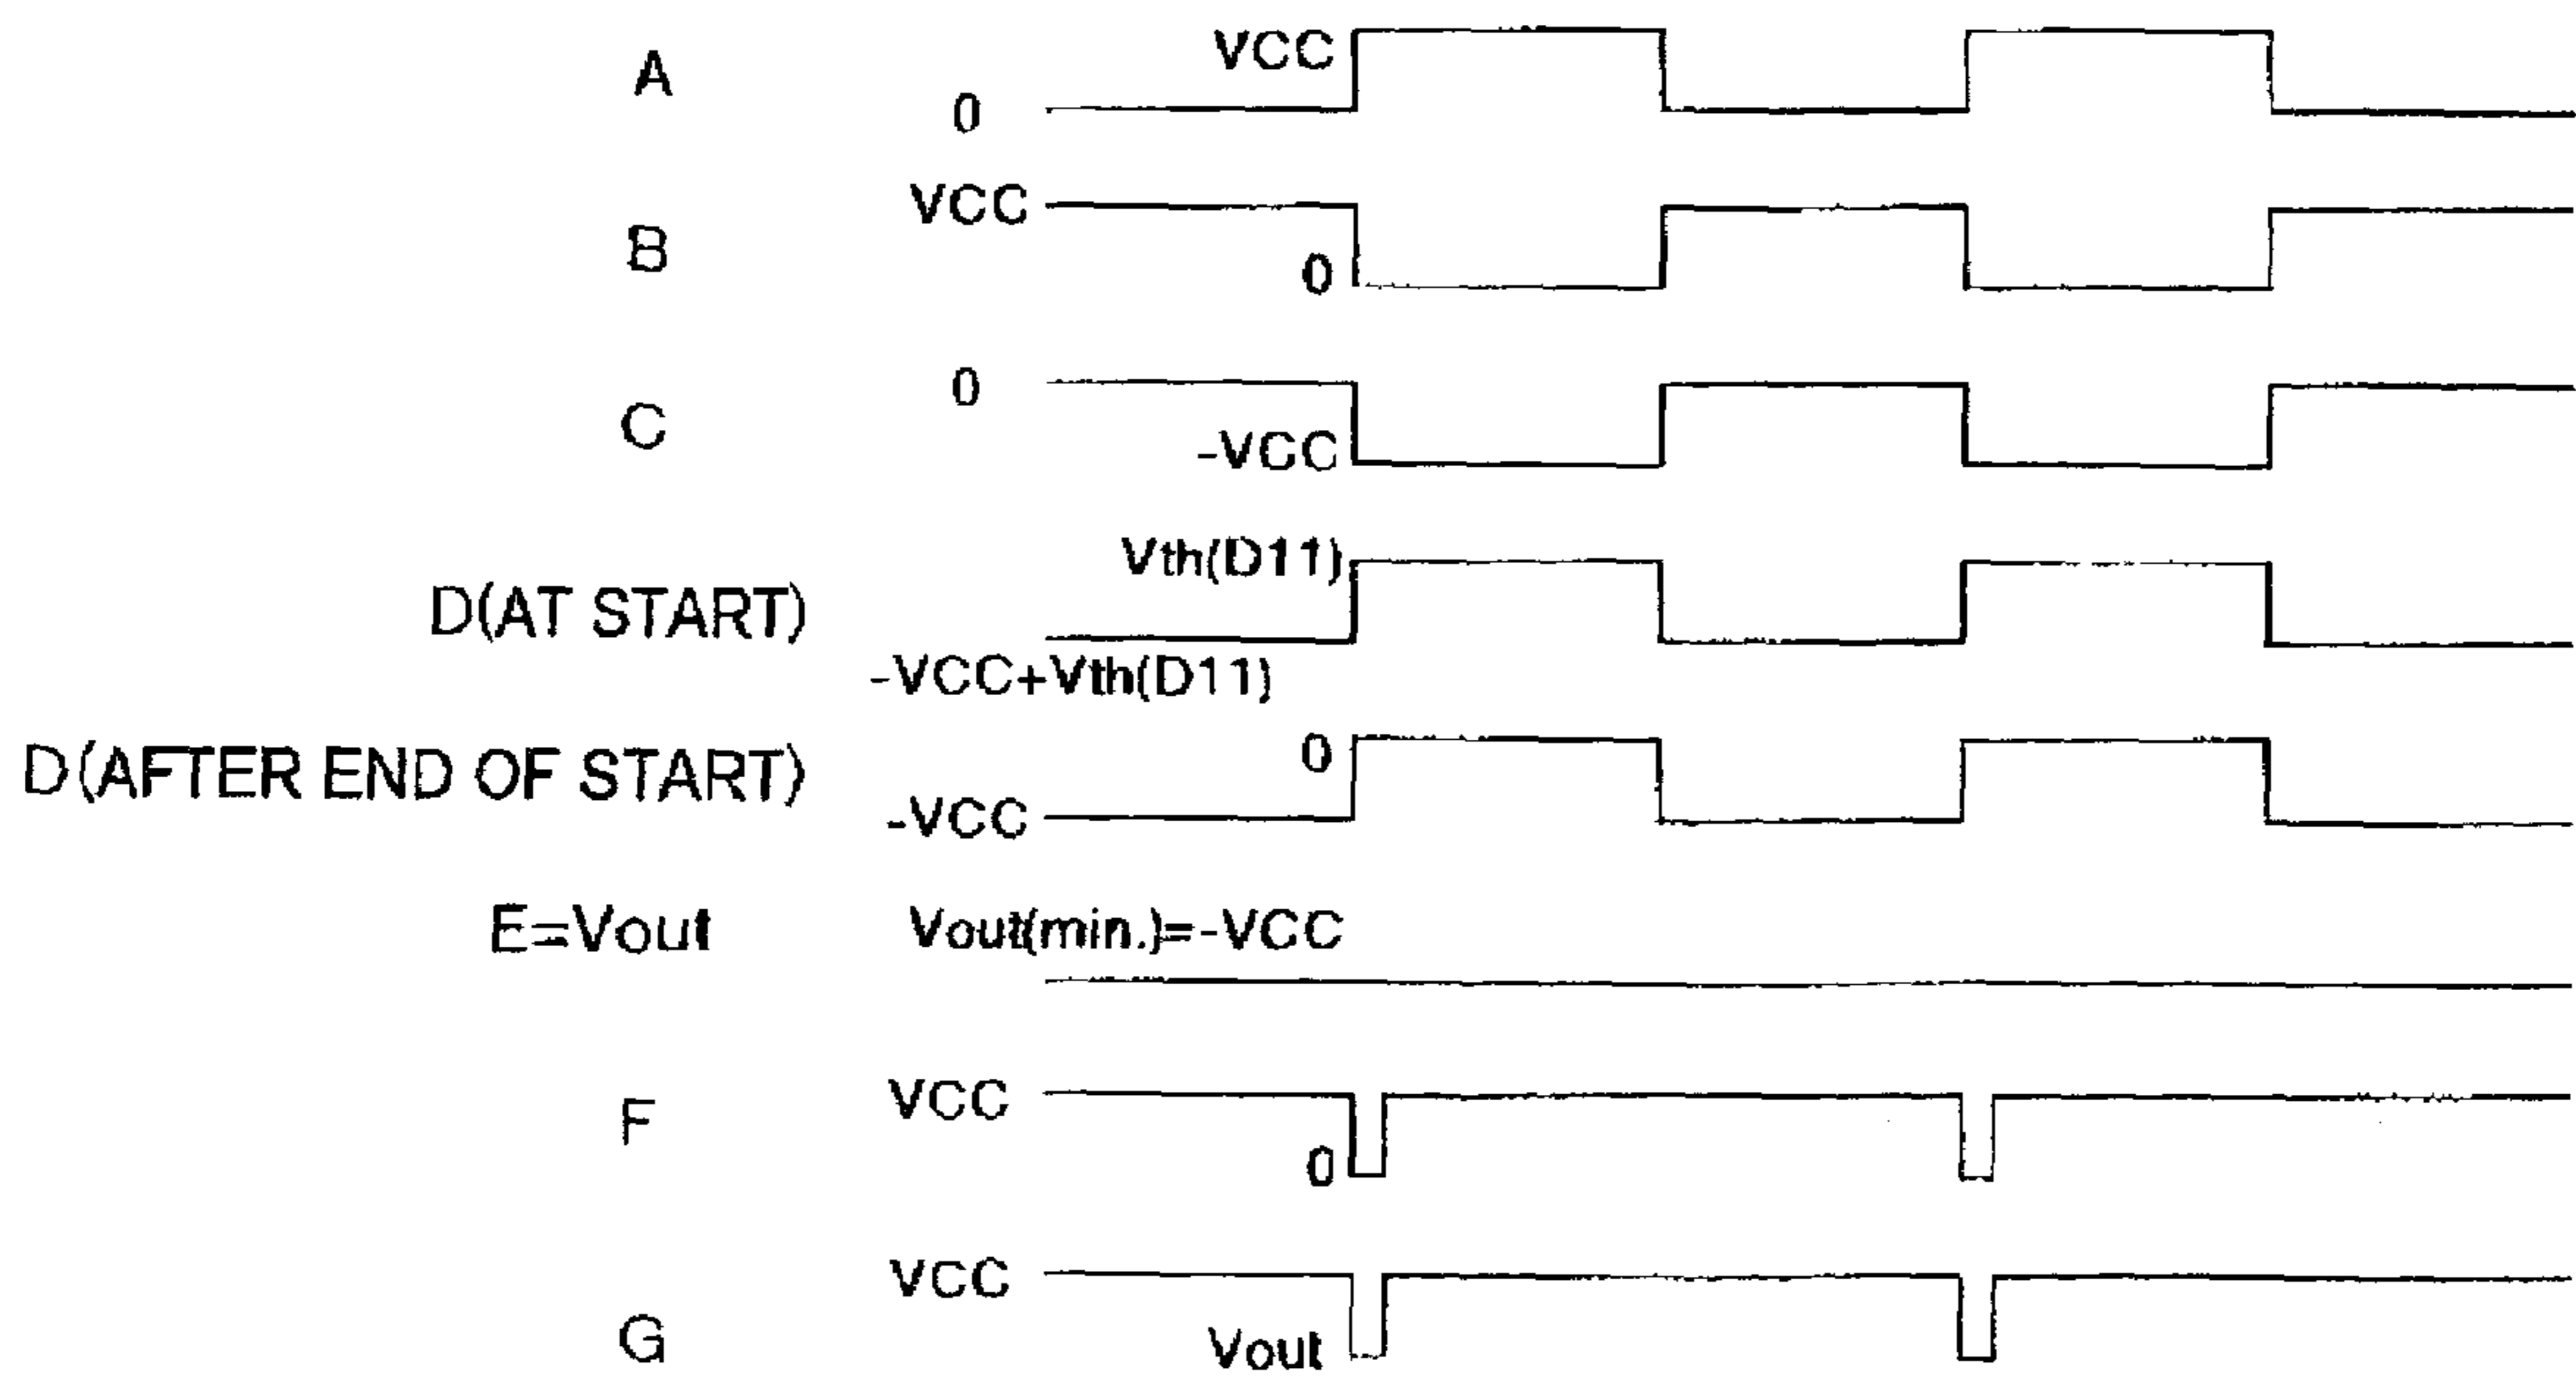 A
VCC
0
B
VCC
0
C
0
-VCC
D(AT START)
Vth(D11)
-VCC+Vth(D11)
D(AFTER END OF START)
0
-VCC
E=Vout
Vout(min.)=-VCC
F
VCC
0
G
VCC
Vout